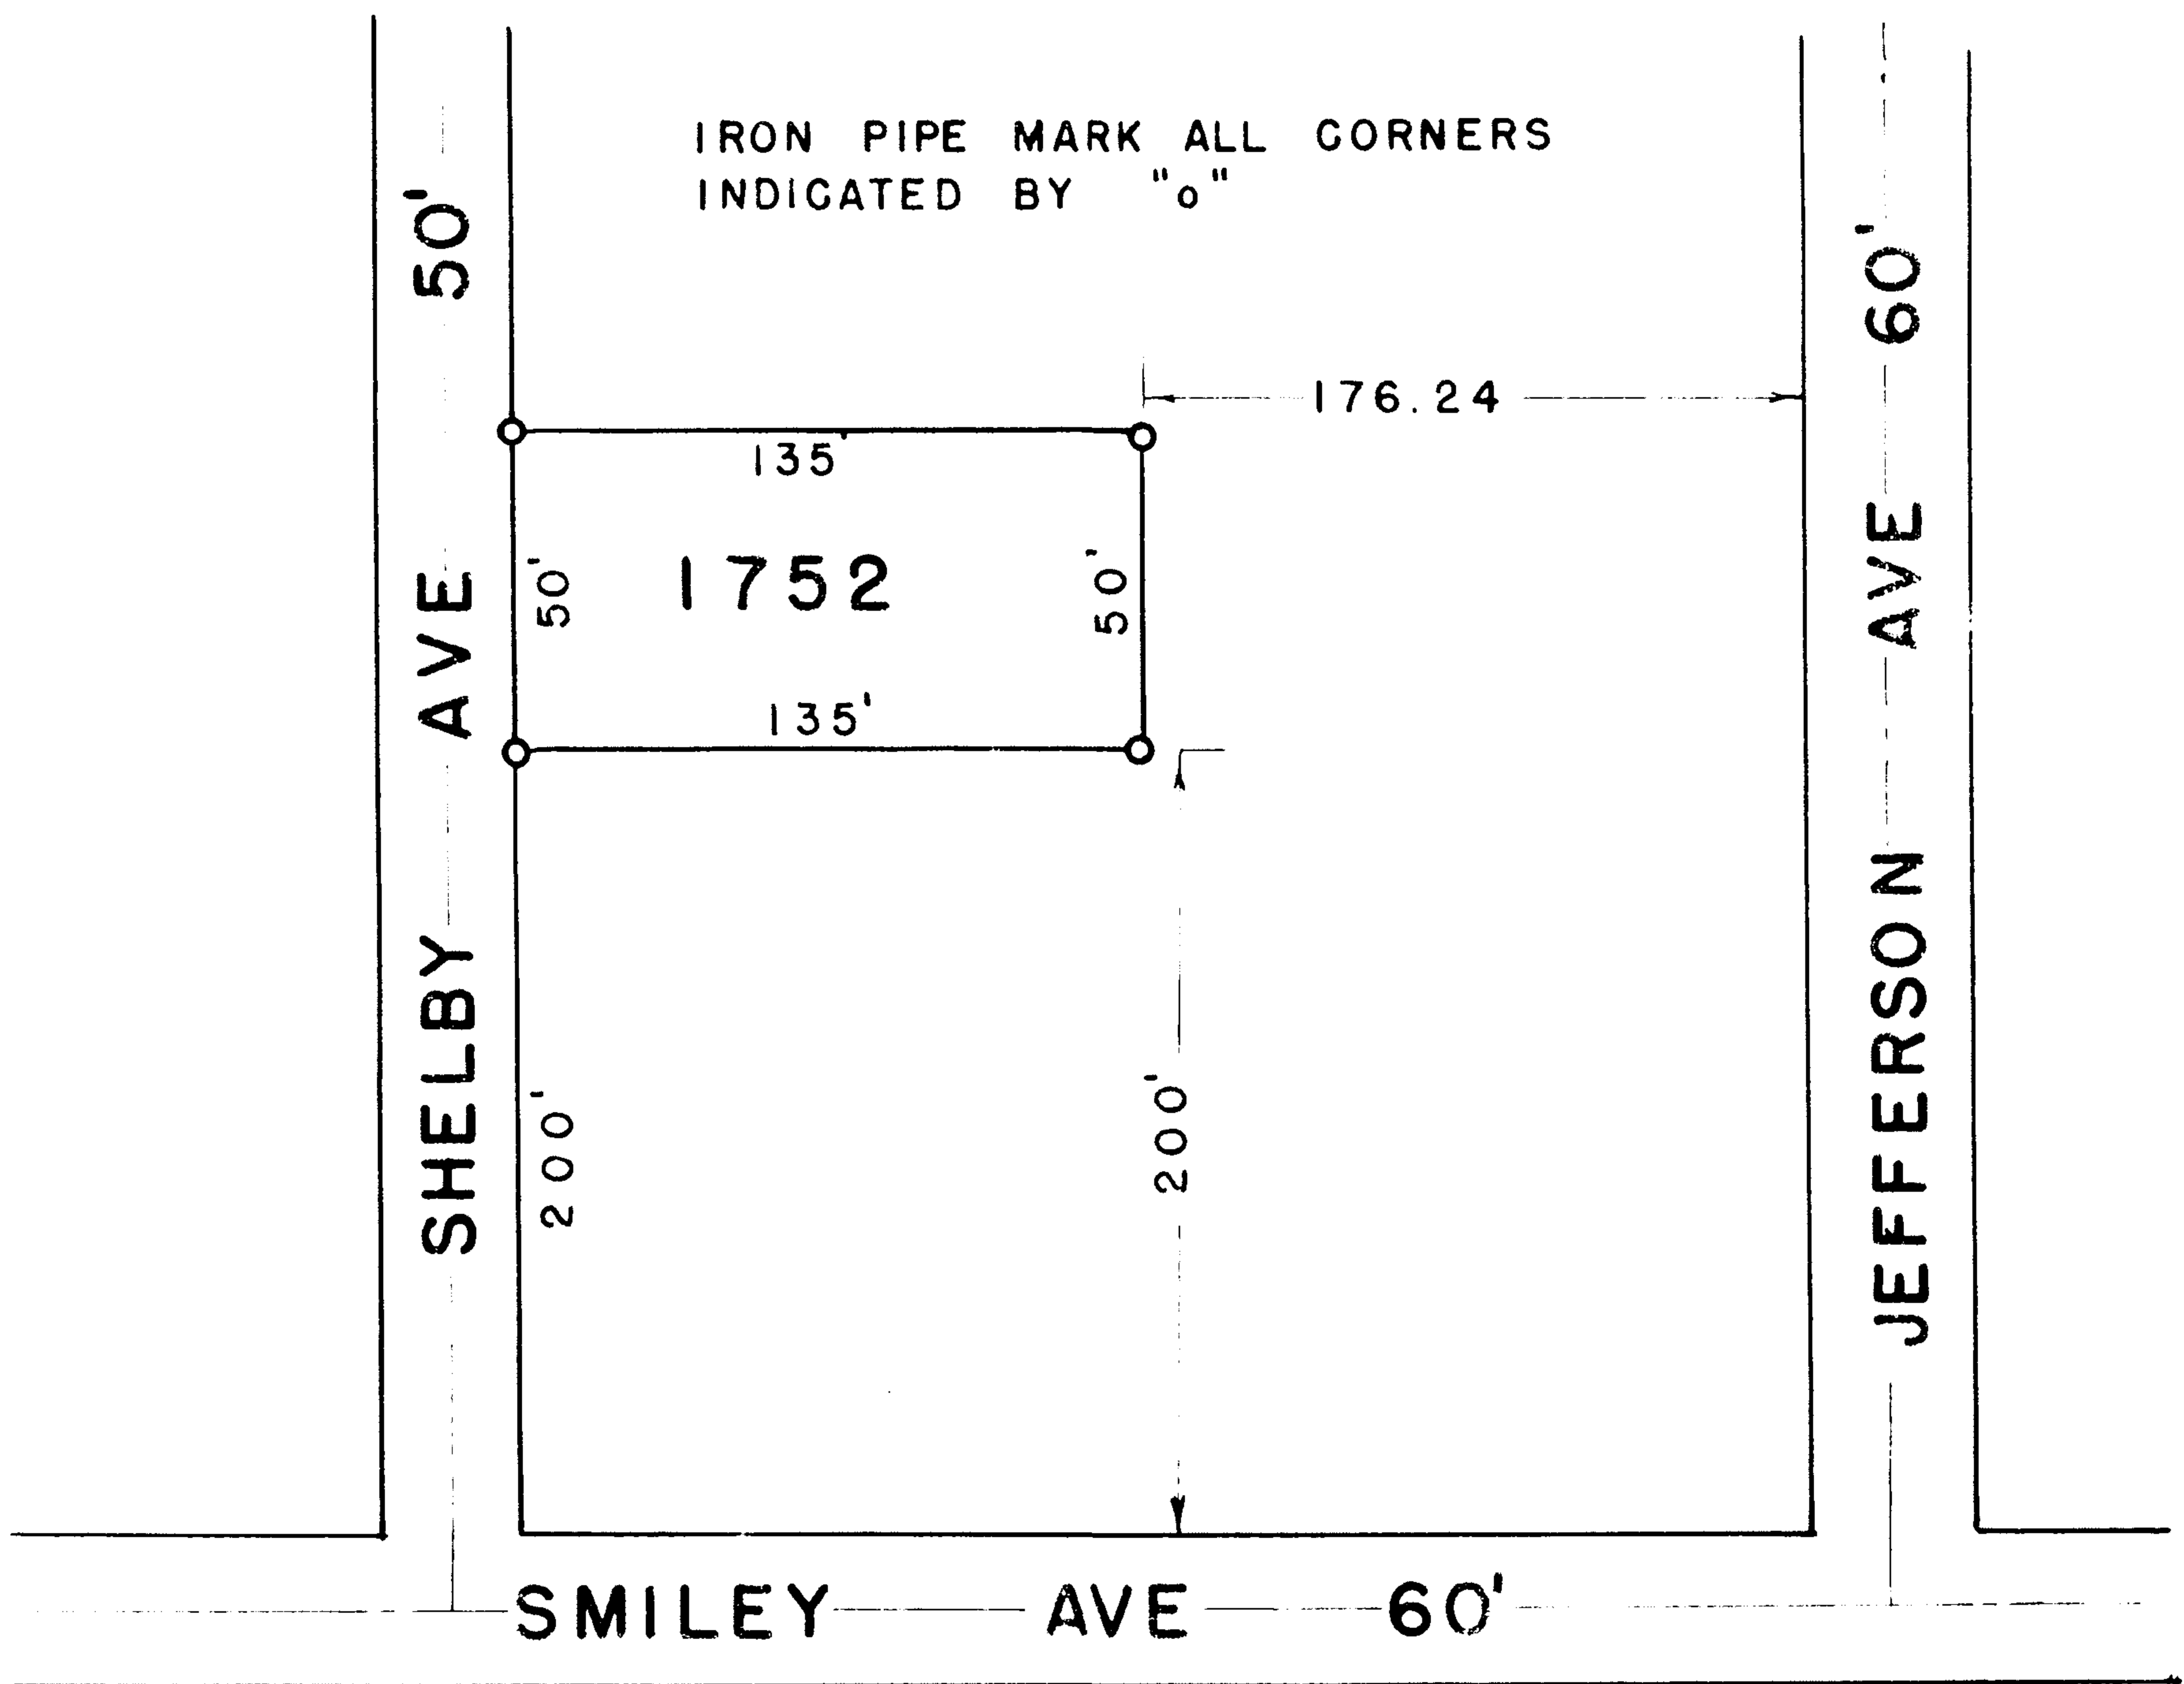 IRON PIPE MARK ALL CORNERS
INDICATED BY "o"
SHELBY AVE 50'
JEFFERSON AVE 60'
176.24
135'
50'
1752
50'
135'
200'
200'
SMILEY AVE 60'